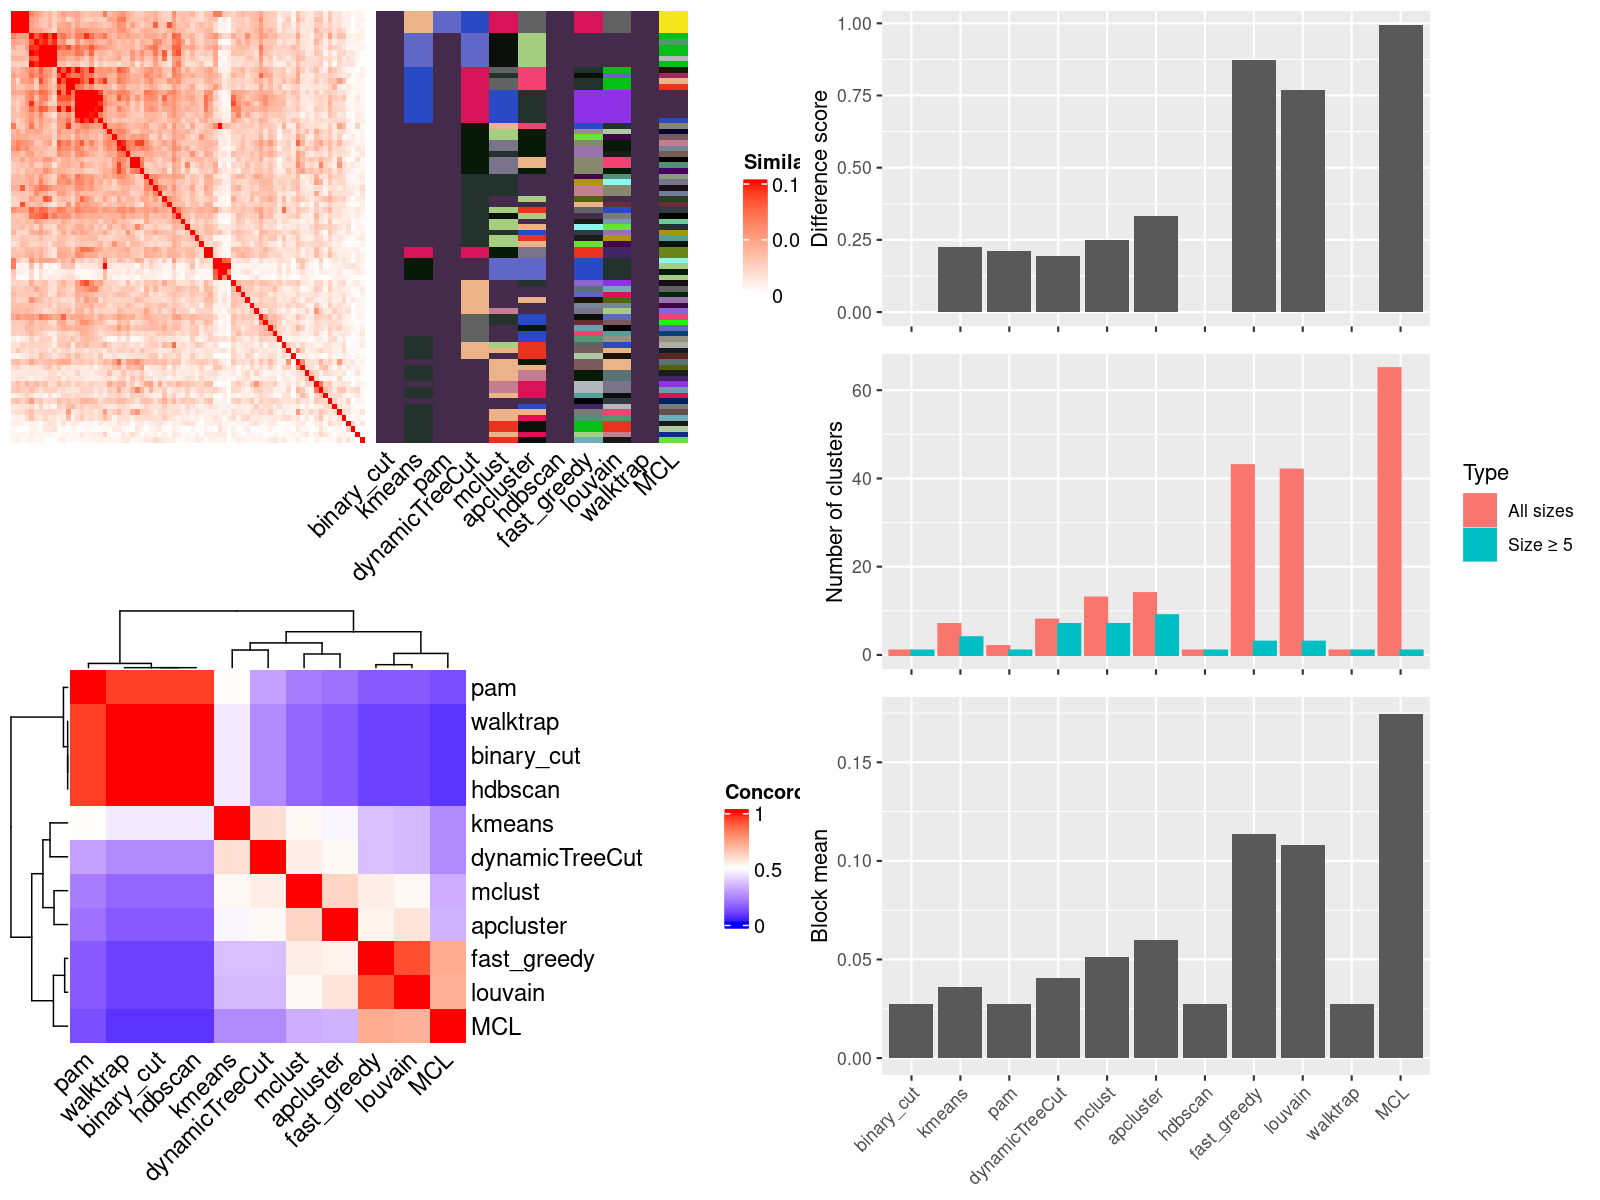 Simila
0.1
0.0
0
binary_cut
kmeans
pam
dynamicTreeCut
mclust
apcluster
hdbscan
fast_greedy
louvain
walktrap
MCL
pam
walktrap
binary_cut
hdbscan
kmeans
dynamicTreeCut
mclust
apcluster
fast_greedy
louvain
MCL
pam
walktrap
binary_cut
hdbscan
kmeans
dynamicTreeCut
mclust
apcluster
fast_greedy
louvain
MCL
Concord
1
0.5
0
Difference score
1.00
0.75
0.50
0.25
0.00
Number of clusters
60
40
20
0
Type
All sizes
Size ≥ 5
Block mean
0.15
0.10
0.05
0.00
binary_cut
kmeans
pam
dynamicTreeCut
mclust
apcluster
hdbscan
fast_greedy
louvain
walktrap
MCL